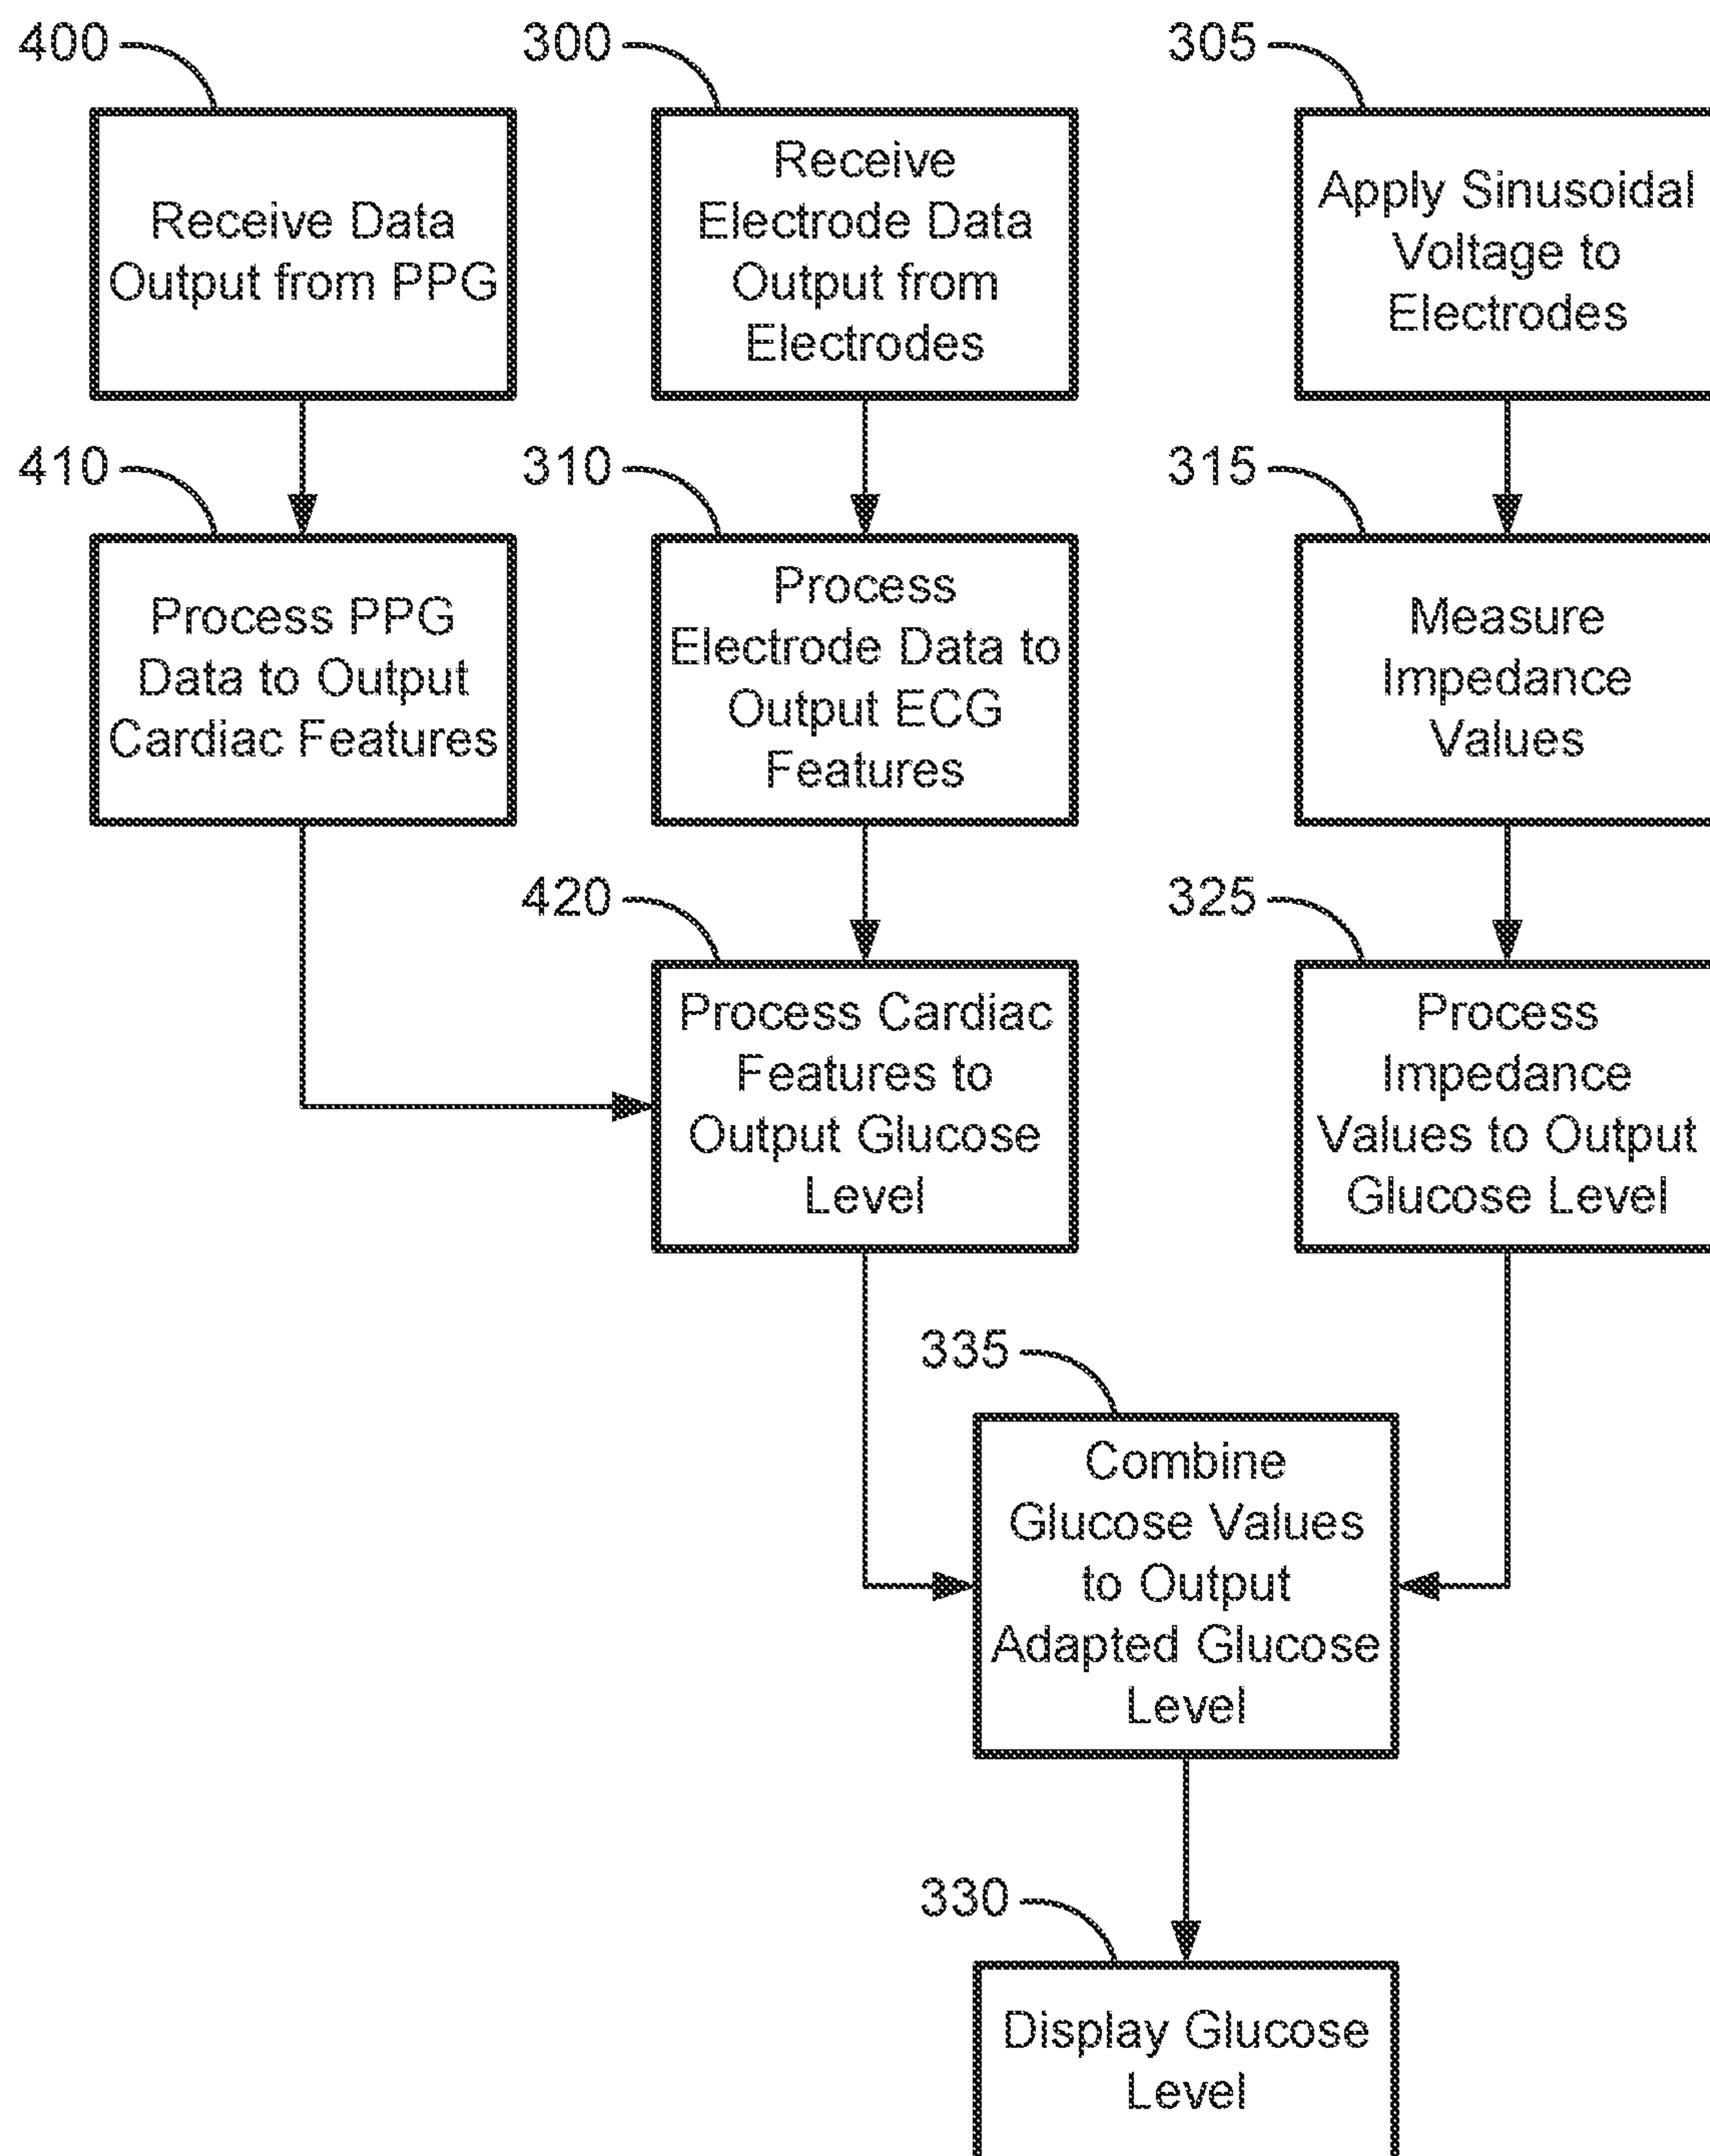 400
300
305
Receive Data
Output from PPG
Receive
Electrode Data
Output from
Electrodes
Apply Sinusoidal
Voltage to
Electrodes
410
310
315
Process PPG
Data to Output
Cardiac Features
Process
Electrode Data to
Output ECG
Features
Measure
Impedance
Values
420
325
Process Cardiac
Features to
Output Glucose
Level
Process
Impedance
Values to Output
Glucose Level
335
Combine
Glucose Values
to Output
Adapted Glucose
Level
330
Display Glucose
Level